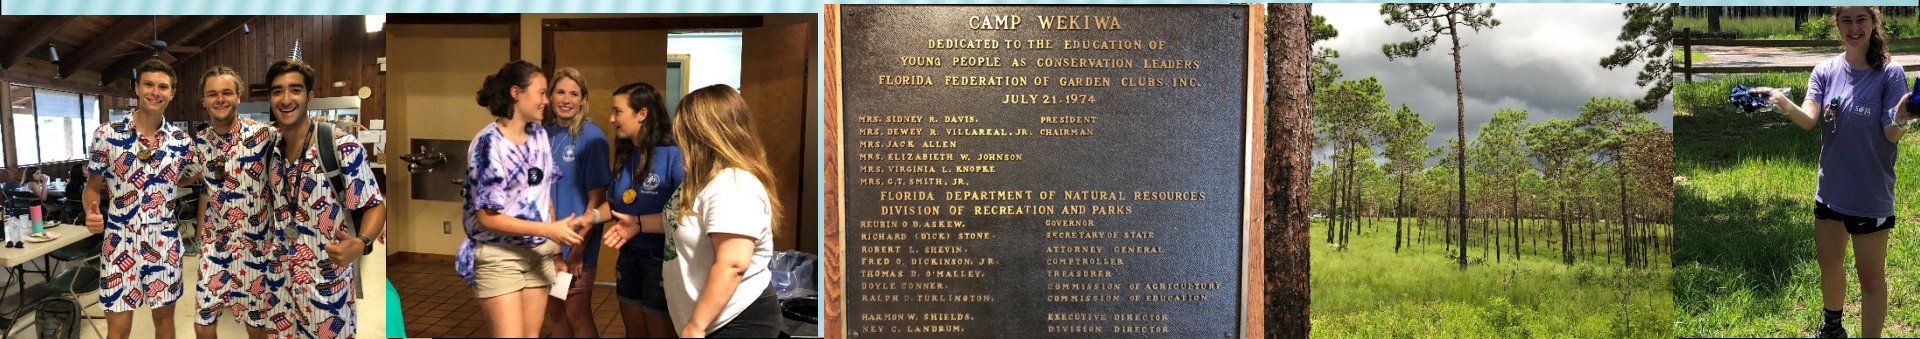 CAMP WEKIWA
DEDICATED TO THE EDUCATION OF
YOUNG PEOPLE AS CONSERVATION LEADERS
FLORIDA FEDERATION OF GARDEN CLUBS, INC.
JULY 21, 1974
MRS. SIDNEY R. DAVIS, PRESIDENT
MRS. DEWEY R. VILLAREAL, JR. CHAIRMAN
MRS. JACK ALLEN
MRS. ELIZABIETH W. JOHNSON
MRS. VIRGINIA L. KNOPKE
MRS. G.T. SMITH, JR.
FLORIDA DEPARTMENT OF NATURAL RESOURCES
DIVISION OF RECREATION AND PARKS
REUBIN O D. ASKEW, GOVERNOR
RICHARD (DICK) STONE, SECRETARY OF STATE
ROBERT L. SHEVIN, ATTORNEY GENERAL
FRED O. DICKINSON, JR. COMPTROLLER
THOMAS D. O'MALLEY, TREASURER
DOYLE CONNER, COMMISSION OF AGRICULTURE
RALPH D. TURLINGTON, COMMISSION OF EDUCATION
HARMON W. SHIELDS, EXECUTIVE DIRECTOR
NEY C. LANDRUM, DIVISION DIRECTOR